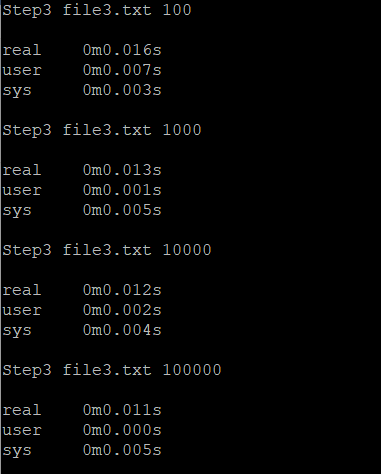 Step3 file3.txt 100
real 0m0.016s
user 0m0.007s
sys 0m0.003s
Step3 file3.txt 1000
real 0m0.013s
user 0m0.001s
sys 0m0.005s
Step3 file3.txt 10000
real 0m0.012s
user 0m0.002s
sys 0m0.004s
Step3 file3.txt 100000
real 0m0.011s
user 0m0.000s
sys 0m0.005s